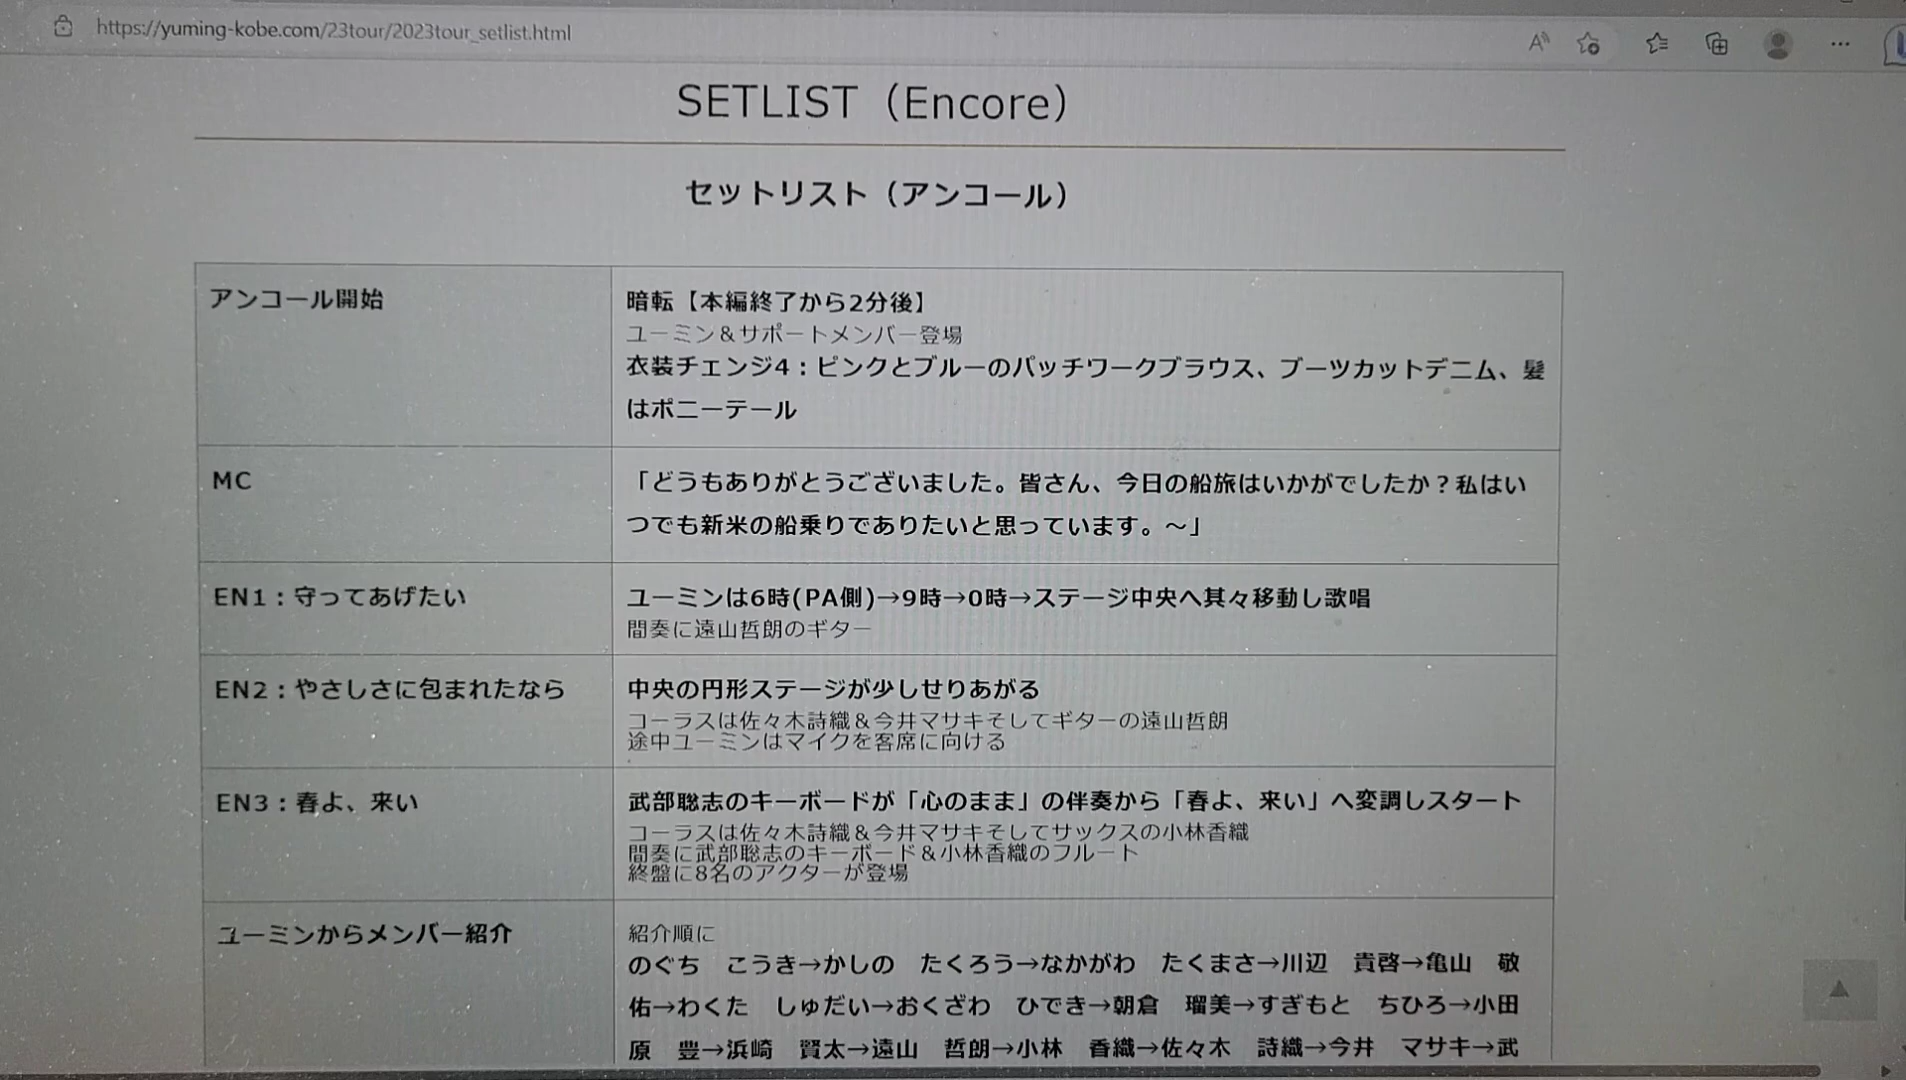 https://yuming-kobe.com/23tour/2023tour_setlist.html
SETLIST（Encore）
セットリスト（アンコール）
アンコール開始
暗転【本編終了から2分後】
ユーミン＆サポートメンバー登場
衣装チェンジ4：ピンクとブルーのパッチワークブラウス、ブーツカットデニム、髪
はポニーテール
MC
「どうもありがとうございました。皆さん、今日の船旅はいかがでしたか？私はい
つでも新米の船乗りでありたいと思っています。～」
EN1：守ってあげたい
ユーミンは6時(PA側)→9時→0時→ステージ中央へ其々移動し歌唱
間奏に遠山哲朗のギター
EN2：やさしさに包まれたなら
中央の円形ステージが少しせりあがる
コーラスは佐々木詩織＆今井マサキそしてギターの遠山哲朗
途中ユーミンはマイクを客席に向ける
EN3：春よ、来い
武部聡志のキーボードが「心のまま」の伴奏から「春よ、来い」へ変調しスタート
コーラスは佐々木詩織＆今井マサキそしてサックスの小林香織
間奏に武部聡志のキーボード＆小林香織のフルート
終盤に8名のアクターが登場
ユーミンからメンバー紹介
紹介順に
のぐち　こうき→かしの　たくろう→なかがわ　たくまさ→川辺　貴啓→亀山　敬
佑→わくた　しゅだい→おくざわ　ひでき→朝倉　瑠美→すぎもと　ちひろ→小田
原　豊→浜崎　賢太→遠山　哲朗→小林　香織→佐々木　詩織→今井　マサキ→武